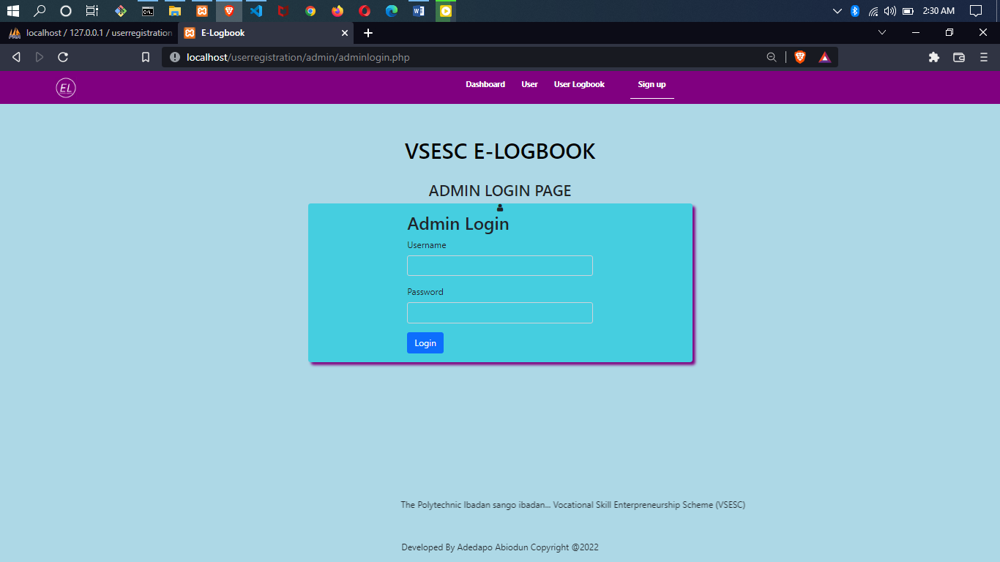 2:30 AM
localhost / 127.0.0.1 / userregistration
E-Logbook
localhost/userregistration/admin/adminlogin.php
EL
Dashboard User User Logbook Sign up
VSESC E-LOGBOOK
ADMIN LOGIN PAGE
Admin Login
Username
Password
Login
The Polytechnic Ibadan sango ibadan... Vocational Skill Enterpreneurship Scheme (VSESC)
Developed By Adedapo Abiodun Copyright @2022